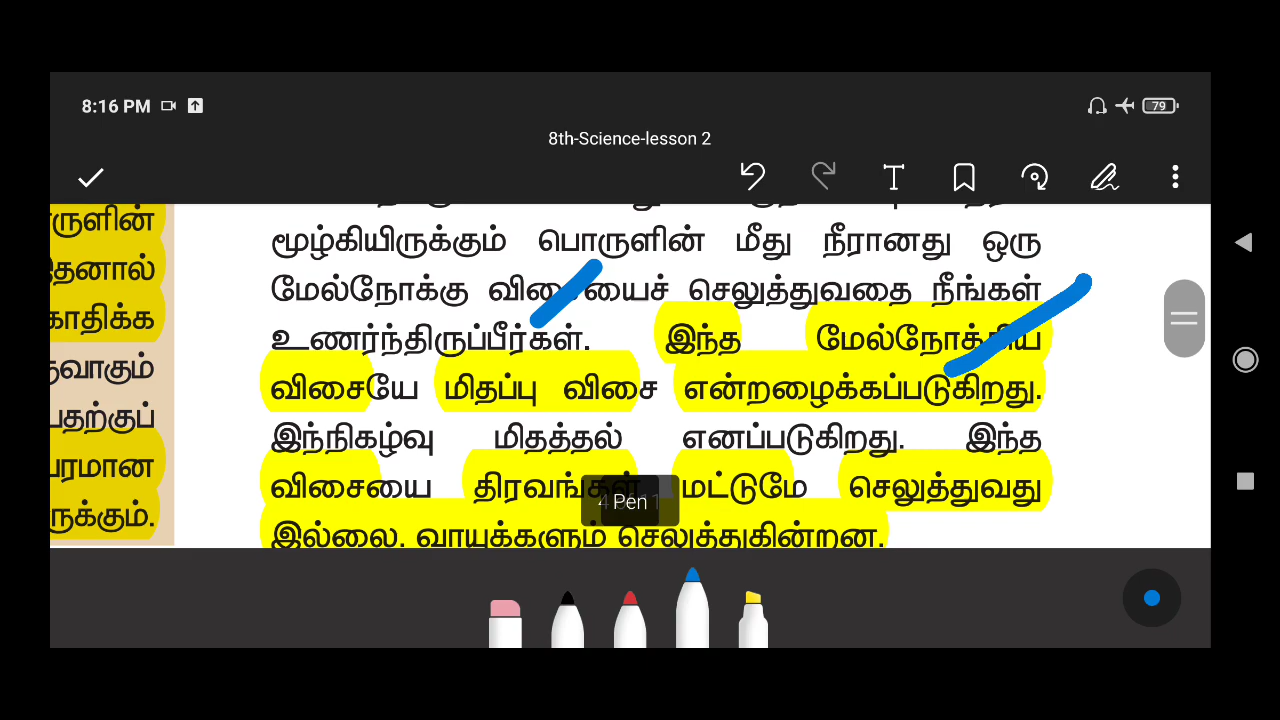 8:16 PM
79
8th-Science-lesson 2
ருளின்
தனால்
காதிக்க
தவாகும்
பதற்குப்
பரமான
ருக்கும்.
மூழ்கியிருக்கும் பொருளின் மீது நீரானது ஒரு
மேல்நோக்கு விசையைச் செலுத்துவதை நீங்கள்
உணர்ந்திருப்பீர்கள். இந்த மேல்நோக்கிய
விசையே மிதப்பு விசை என்றழைக்கப்படுகிறது.
இந்நிகழ்வு மிதத்தல் எனப்படுகிறது. இந்த
விசையை திரவங்கள் மட்டுமே செலுத்துவது
இல்லை. வாயுக்களும் செலுத்துகின்றன.
Pen